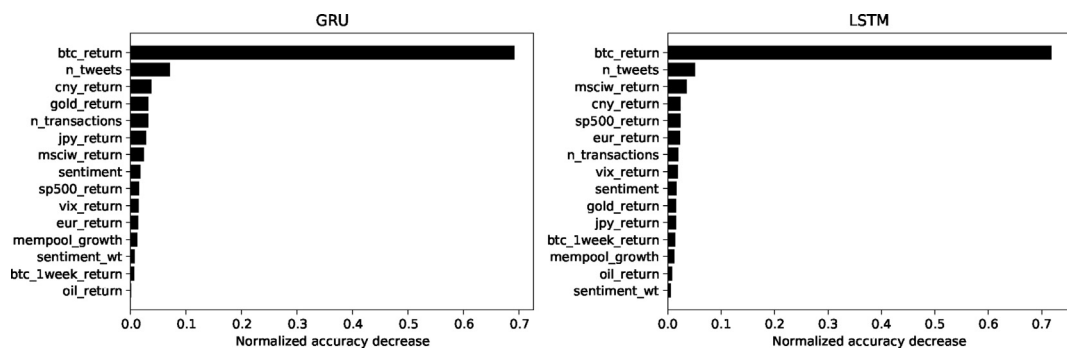 GRU
btc_return
n_tweets
cny_return
gold_return
n_transactions
jpy_return
msciw_return
sentiment
sp500_return
vix_return
eur_return
mempool_growth
sentiment_wt
btc_1week_return
oil_return
0.0 0.1 0.2 0.3 0.4 0.5 0.6 0.7
Normalized accuracy decrease
LSTM
btc_return
n_tweets
msciw_return
cny_return
sp500_return
eur_return
n_transactions
vix_return
sentiment
gold_return
jpy_return
btc_1week_return
mempool_growth
oil_return
sentiment_wt
0.0 0.1 0.2 0.3 0.4 0.5 0.6 0.7
Normalized accuracy decrease